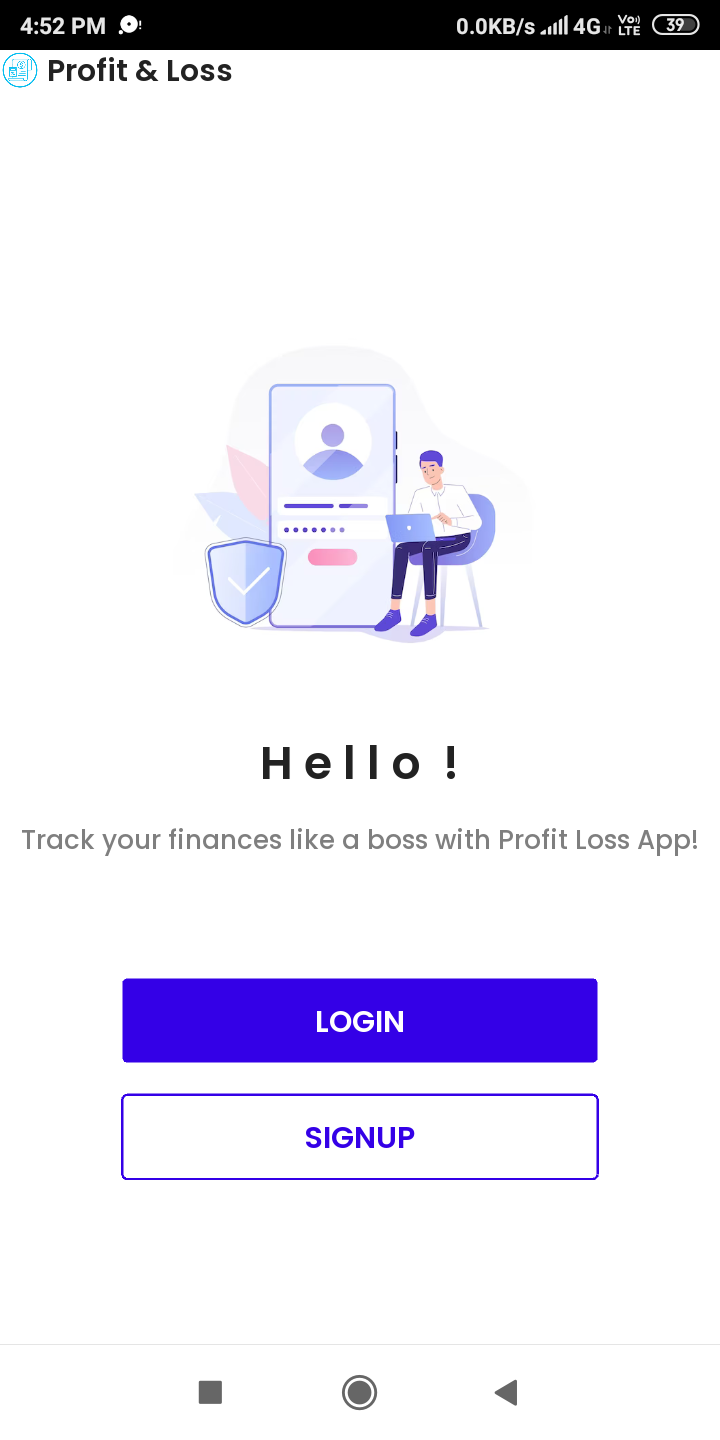 4:52 PM 0.0KB/s 4G Vo) LTE 39
Profit & Loss
Hello !
Track your finances like a boss with Profit Loss App!
LOGIN
SIGNUP